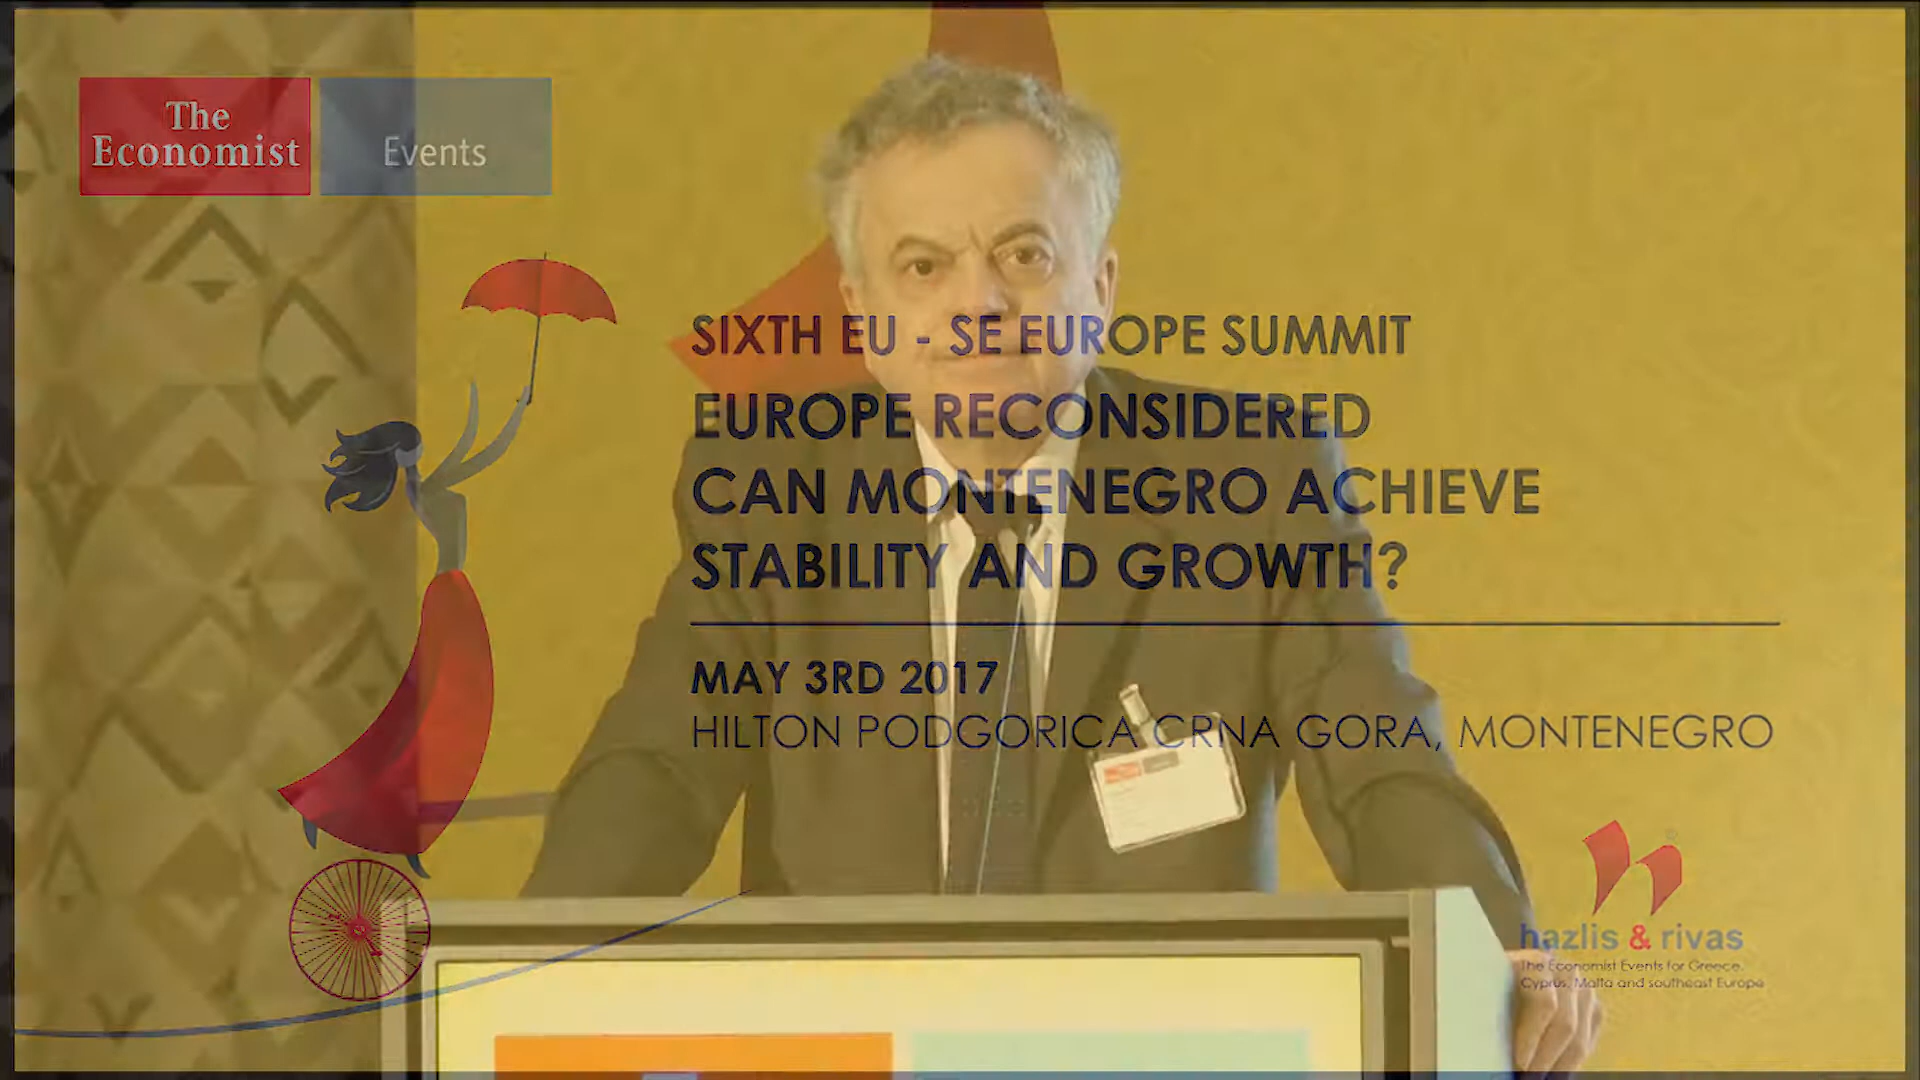 The
Economist
Events
SIXTH EU - SE EUROPE SUMMIT
EUROPE RECONSIDERED
CAN MONTENEGRO ACHIEVE
STABILITY AND GROWTH?
MAY 3RD 2017
HILTON PODGORICA CRNA GORA, MONTENEGRO
hazlis & rivas
The Economist Events for Greece,
Cyprus, Malta and southeast Europe